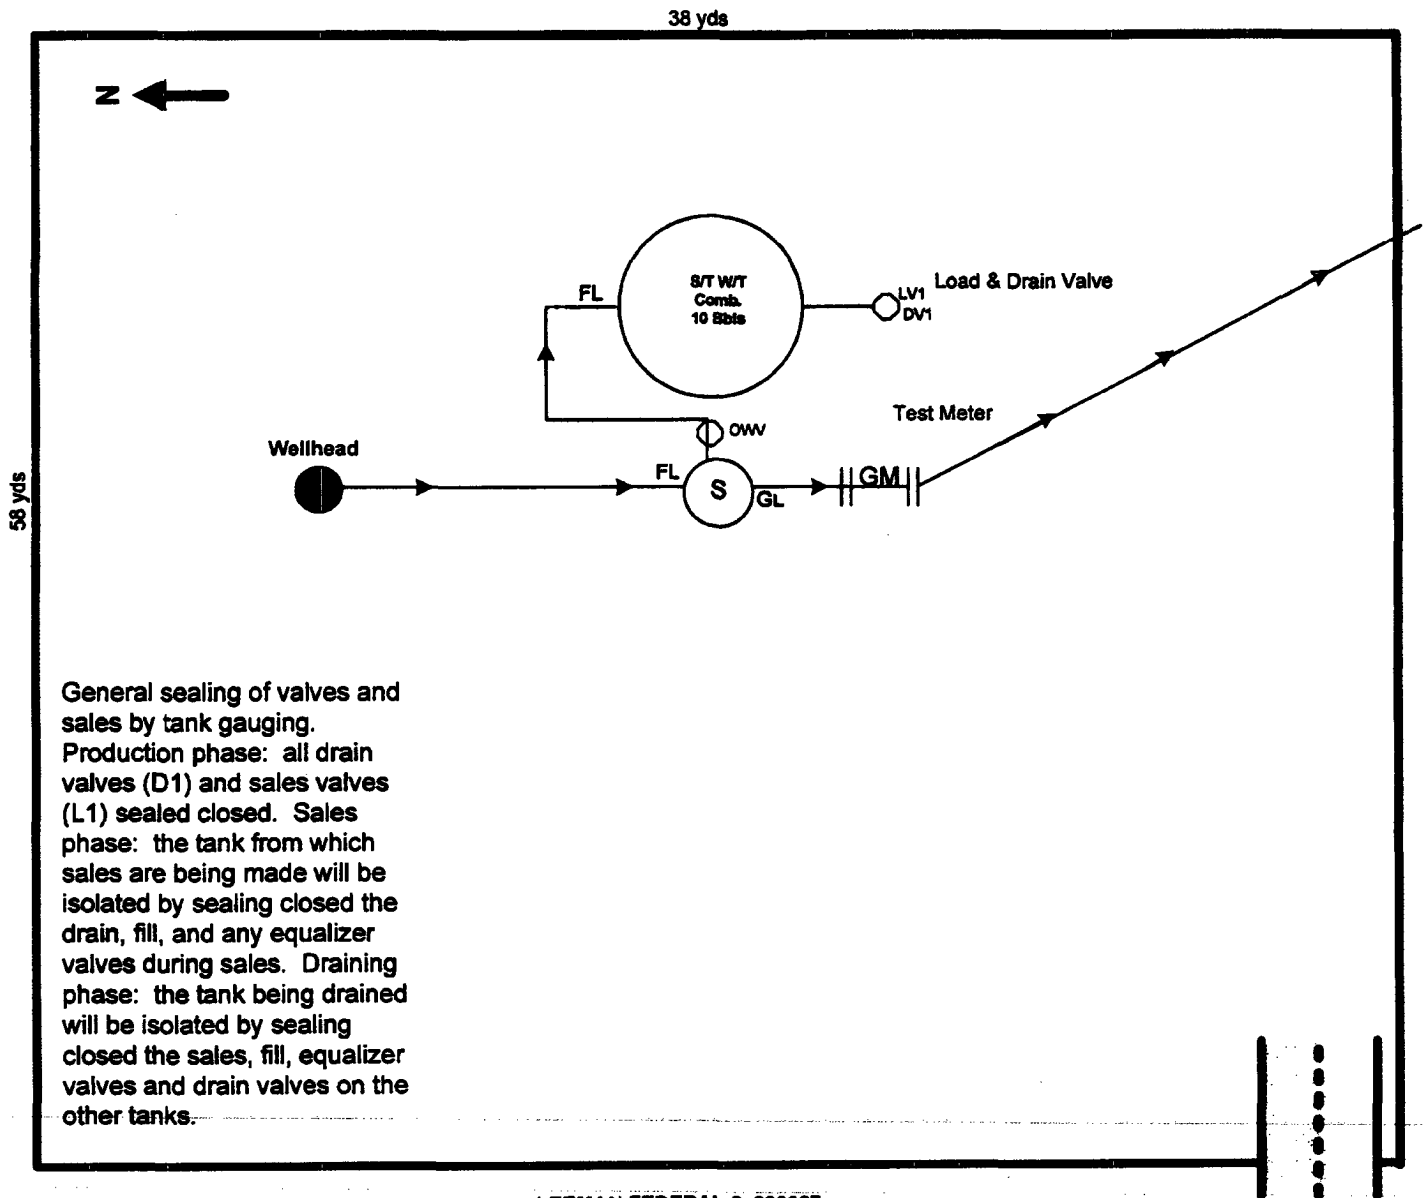 38 yds
N
S/T W/T
Comb.
10 Bbls
FL
LV1
DV1
Load & Drain Valve
Test Meter
OWV
Wellhead
FL
S
GL
GM
58 yds
General sealing of valves and
sales by tank gauging.
Production phase: all drain
valves (D1) and sales valves
(L1) sealed closed. Sales
phase: the tank from which
sales are being made will be
isolated by sealing closed the
drain, fill, and any equalizer
valves during sales. Draining
phase: the tank being drained
will be isolated by sealing
closed the sales, fill, equalizer
valves and drain valves on the
other tanks.